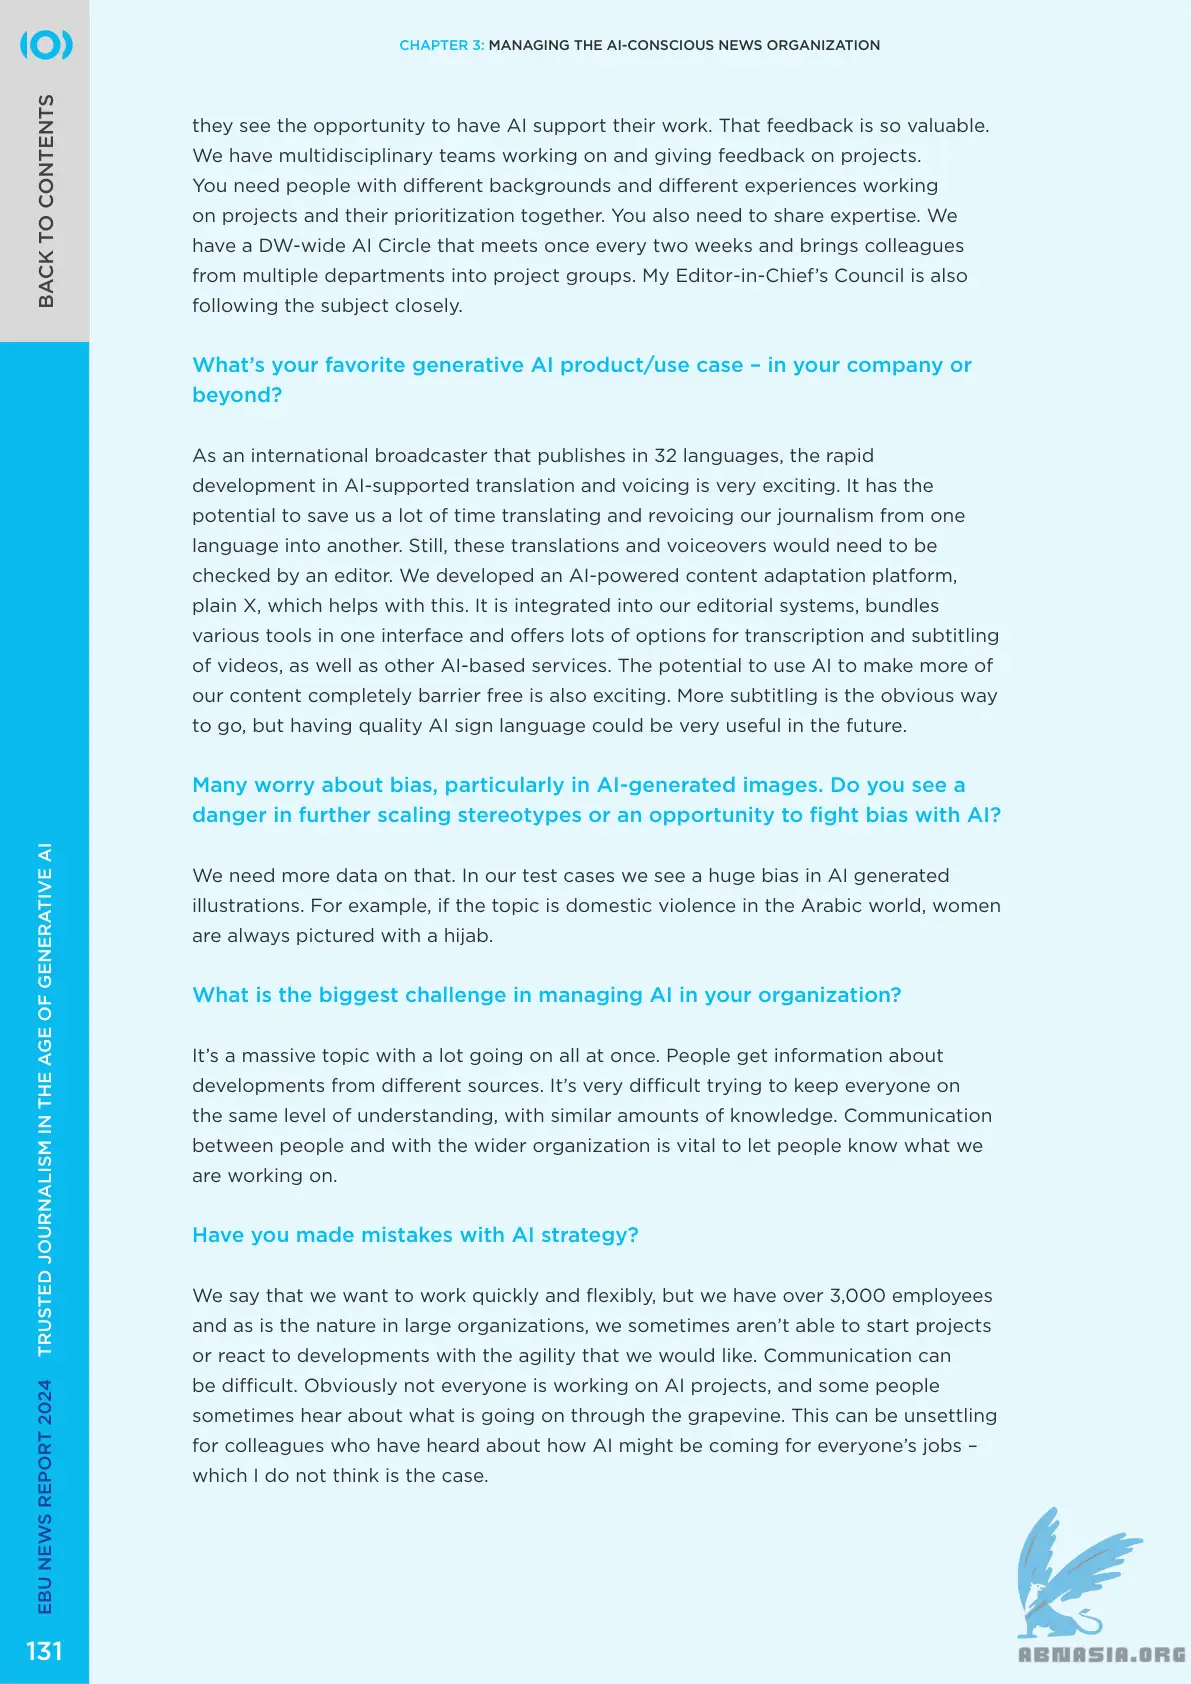 CHAPTER 3: MANAGING THE AI-CONSCIOUS NEWS ORGANIZATION
BACK TO CONTENTS
they see the opportunity to have AI support their work. That feedback is so valuable.
We have multidisciplinary teams working on and giving feedback on projects.
You need people with different backgrounds and different experiences working
on projects and their prioritization together. You also need to share expertise. We
have a DW-wide AI Circle that meets once every two weeks and brings colleagues
from multiple departments into project groups. My Editor-in-Chief’s Council is also
following the subject closely.
What’s your favorite generative AI product/use case – in your company or
beyond?
As an international broadcaster that publishes in 32 languages, the rapid
development in AI-supported translation and voicing is very exciting. It has the
potential to save us a lot of time translating and revoicing our journalism from one
language into another. Still, these translations and voiceovers would need to be
checked by an editor. We developed an AI-powered content adaptation platform,
plain X, which helps with this. It is integrated into our editorial systems, bundles
various tools in one interface and offers lots of options for transcription and subtitling
of videos, as well as other AI-based services. The potential to use AI to make more of
our content completely barrier free is also exciting. More subtitling is the obvious way
to go, but having quality AI sign language could be very useful in the future.
Many worry about bias, particularly in AI-generated images. Do you see a
danger in further scaling stereotypes or an opportunity to fight bias with AI?
We need more data on that. In our test cases we see a huge bias in AI generated
illustrations. For example, if the topic is domestic violence in the Arabic world, women
are always pictured with a hijab.
What is the biggest challenge in managing AI in your organization?
It’s a massive topic with a lot going on all at once. People get information about
developments from different sources. It’s very difficult trying to keep everyone on
the same level of understanding, with similar amounts of knowledge. Communication
between people and with the wider organization is vital to let people know what we
are working on.
Have you made mistakes with AI strategy?
We say that we want to work quickly and flexibly, but we have over 3,000 employees
and as is the nature in large organizations, we sometimes aren’t able to start projects
or react to developments with the agility that we would like. Communication can
be difficult. Obviously not everyone is working on AI projects, and some people
sometimes hear about what is going on through the grapevine. This can be unsettling
for colleagues who have heard about how AI might be coming for everyone’s jobs –
which I do not think is the case.
EBU NEWS REPORT 2024 TRUSTED JOURNALISM IN THE AGE OF GENERATIVE AI
131
ABNASIA.ORG